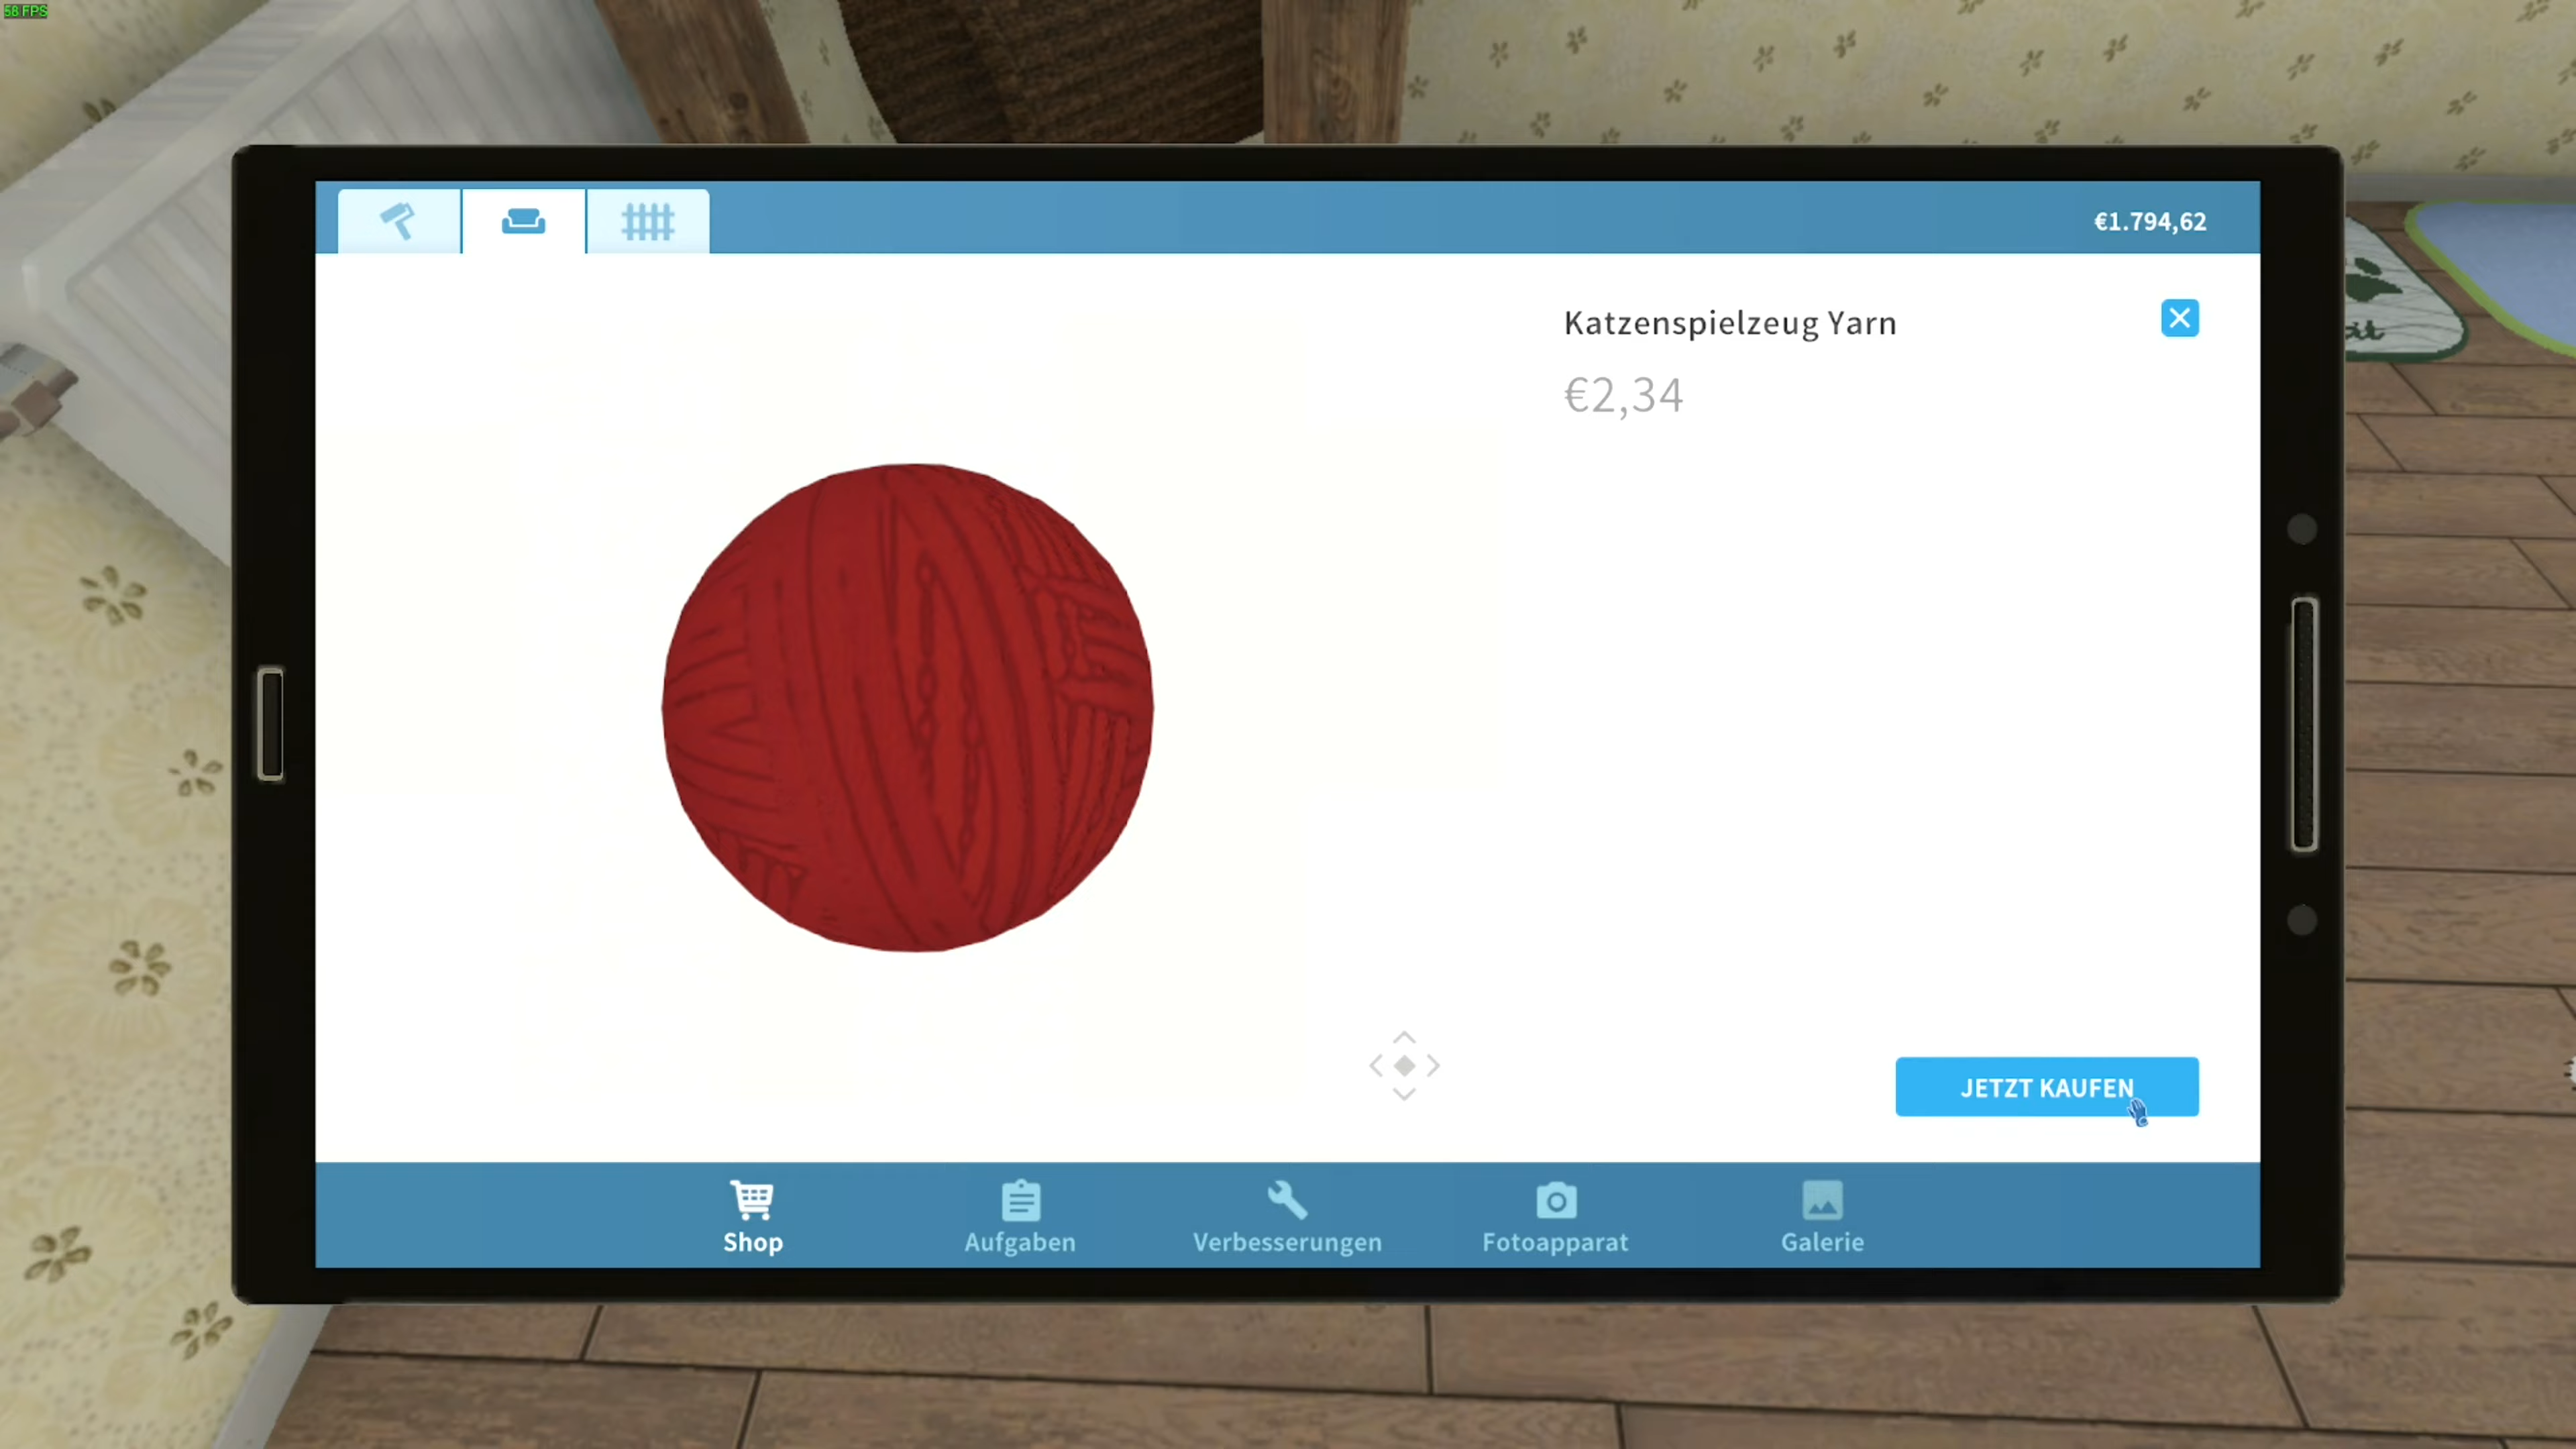 58 FPS
€1.794,62
Katzenspielzeug Yarn
€2,34
JETZT KAUFEN
Shop
Aufgaben
Verbesserungen
Fotoapparat
Galerie